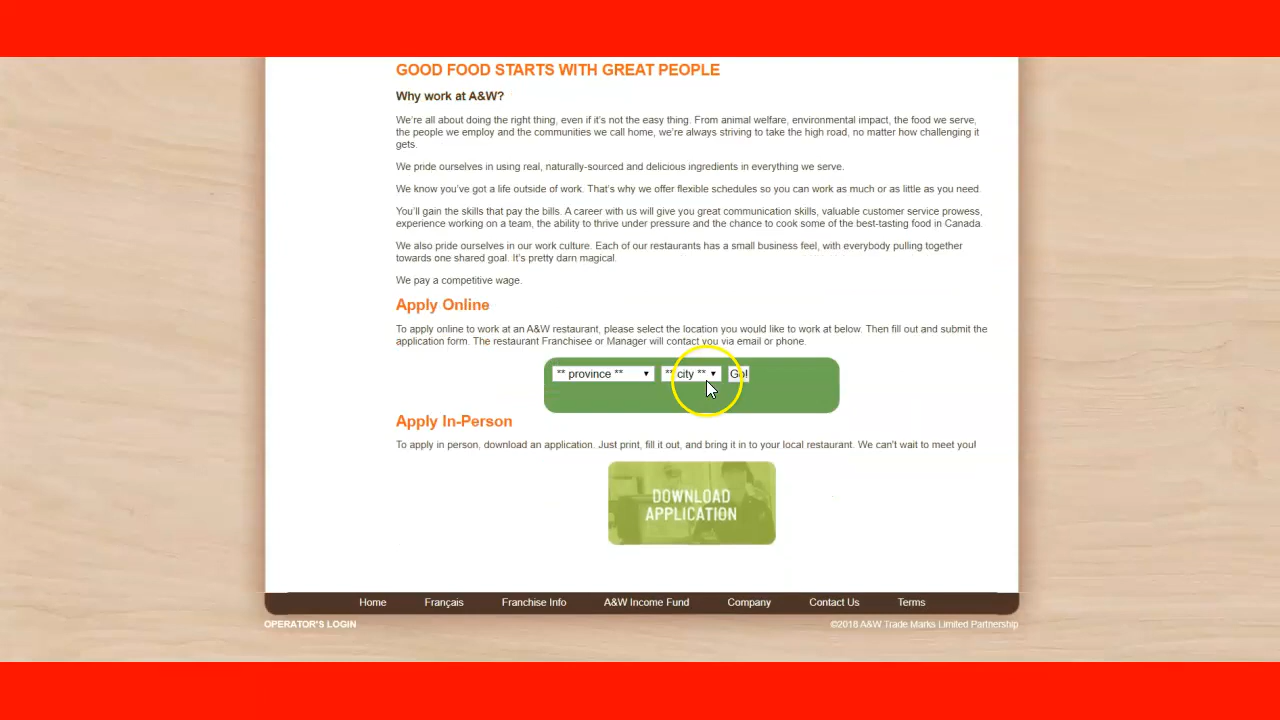 GOOD FOOD STARTS WITH GREAT PEOPLE
Why work at A&W?
We're all about doing the right thing, even if it's not the easy thing. From animal welfare, environmental impact, the food we serve,
the people we employ and the communities we call home, we're always striving to take the high road, no matter how challenging it
gets.
We pride ourselves in using real, naturally-sourced and delicious ingredients in everything we serve.
We know you've got a life outside of work. That's why we offer flexible schedules so you can work as much or as little as you need.
You'll gain the skills that pay the bills. A career with us will give you great communication skills, valuable customer service prowess,
experience working on a team, the ability to thrive under pressure and the chance to cook some of the best-tasting food in Canada.
We also pride ourselves in our work culture. Each of our restaurants has a small business feel, with everybody pulling together
towards one shared goal. It's pretty darn magical.
We pay a competitive wage.
Apply Online
To apply online to work at an A&W restaurant, please select the location you would like to work at below. Then fill out and submit the
application form. The restaurant Franchisee or Manager will contact you via email or phone.
** province ** ** city ** Go!
Apply In-Person
To apply in person, download an application. Just print, fill it out, and bring it in to your local restaurant. We can't wait to meet you!
DOWNLOAD
APPLICATION
Home Français Franchise Info A&W Income Fund Company Contact Us Terms
OPERATOR'S LOGIN ©2018 A&W Trade Marks Limited Partnership